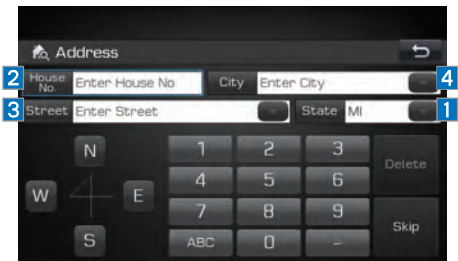 Address
2 House No. Enter House No City Enter City 4
3 Street Enter Street State MI 1
N 1 2 3 Delete
4 5 6
W E
7 8 9
S ABC 0 - Skip